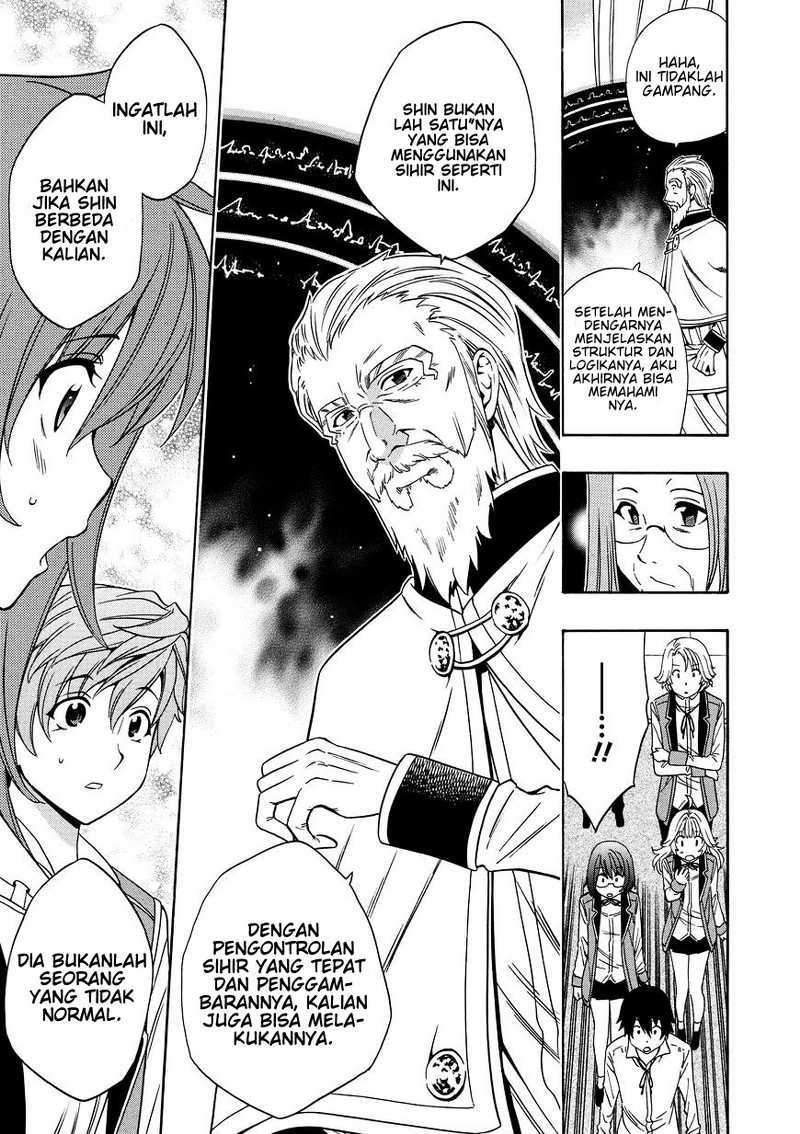 HAHA,
INI TIDAKLAH
GAMPANG.
SETELAH MEN-
DENGARNYA
MENJELASKAN
STRUKTUR DAN
LOGIKANYA, AKU
AKHIRNYA BISA
MEMAHAMI
NYA.
!!
SHIN BUKAN
LAH SATU"NYA
YANG BISA
MENGGUNAKAN
SIHIR SEPERTI
INI.
DENGAN
PENGONTROLAN
SIHIR YANG TEPAT
DAN PENGGAM-
BARANNYA, KALIAN
JUGA BISA MELA-
KUKANNYA.
INGATLAH
INI,
BAHKAN
JIKA SHIN
BERBEDA
DENGAN
KALIAN.
DIA BUKANLAH
SEORANG
YANG TIDAK
NORMAL.